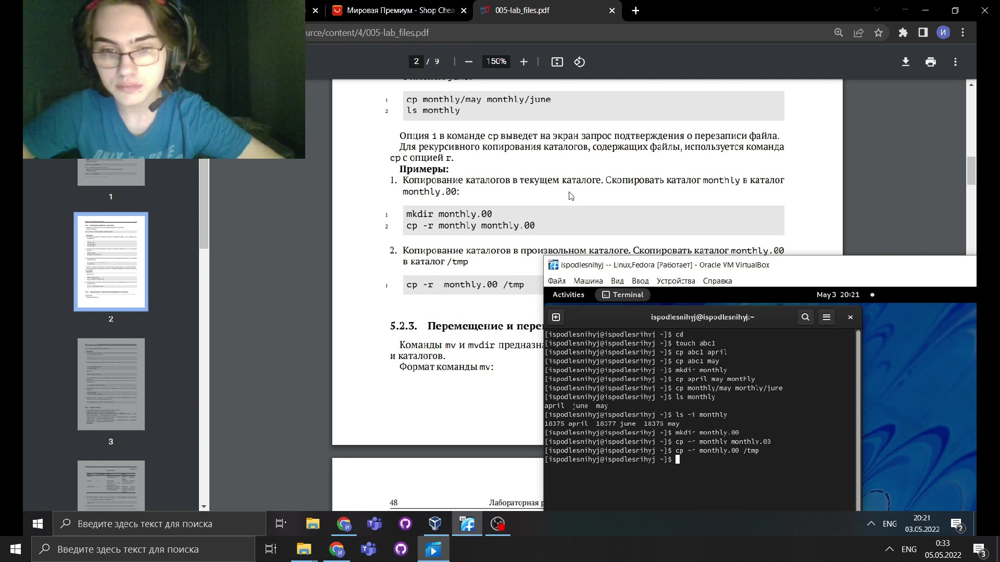 Мировая Премиум - Shop Chea
005-lab_files.pdf
urce/content/4/005-lab_files.pdf
И
2 / 9
150%
1 cp monthly/may monthly/june
2 ls monthly
Опция i в команде cp выведет на экран запрос подтверждения о перезаписи файла.
Для рекурсивного копирования каталогов, содержащих файлы, используется команда
cp с опцией r.
Примеры:
1. Копирование каталогов в текущем каталоге. Скопировать каталог monthly в каталог
monthly.00:
1 mkdir monthly.00
2 cp -r monthly monthly.00
2. Копирование каталогов в произвольном каталоге. Скопировать каталог monthly.00
в каталог /tmp
1 cp -r  monthly.00 /tmp
5.2.3. Перемещение и пере
Команды mv и mvdir предназна
и каталогов.
Формат команды mv:
48 Лабораторная р
1
2
3
ispodlesnihyj -- Linux,Fedora [Работает] - Oracle VM VirtualBox
Файл Машина Вид Ввод Устройства Справка
Activities Terminal May 3 20:21
ispodlesnihyj@ispodlesnihyj:~
[ispodlesnihyj@ispodlesnihyj ~]$ cd
[ispodlesnihyj@ispodlesnihyj ~]$ touch abc1
[ispodlesnihyj@ispodlesnihyj ~]$ cp abc1 april
[ispodlesnihyj@ispodlesnihyj ~]$ cp abc1 may
[ispodlesnihyj@ispodlesnihyj ~]$ mkdir monthly
[ispodlesnihyj@ispodlesnihyj ~]$ cp april may monthly
[ispodlesnihyj@ispodlesnihyj ~]$ cp monthly/may monthly/june
[ispodlesnihyj@ispodlesnihyj ~]$ ls monthly
april  june  may
[ispodlesnihyj@ispodlesnihyj ~]$ ls -i monthly
18375 april  18377 june  18376 may
[ispodlesnihyj@ispodlesnihyj ~]$ mkdir monthly.00
[ispodlesnihyj@ispodlesnihyj ~]$ cp -r monthly monthly.00
[ispodlesnihyj@ispodlesnihyj ~]$ cp -r monthly.00 /tmp
[ispodlesnihyj@ispodlesnihyj ~]$
Введите здесь текст для поиска
64
ENG
20:21
03.05.2022
2
Введите здесь текст для поиска
ENG
0:33
05.05.2022
3